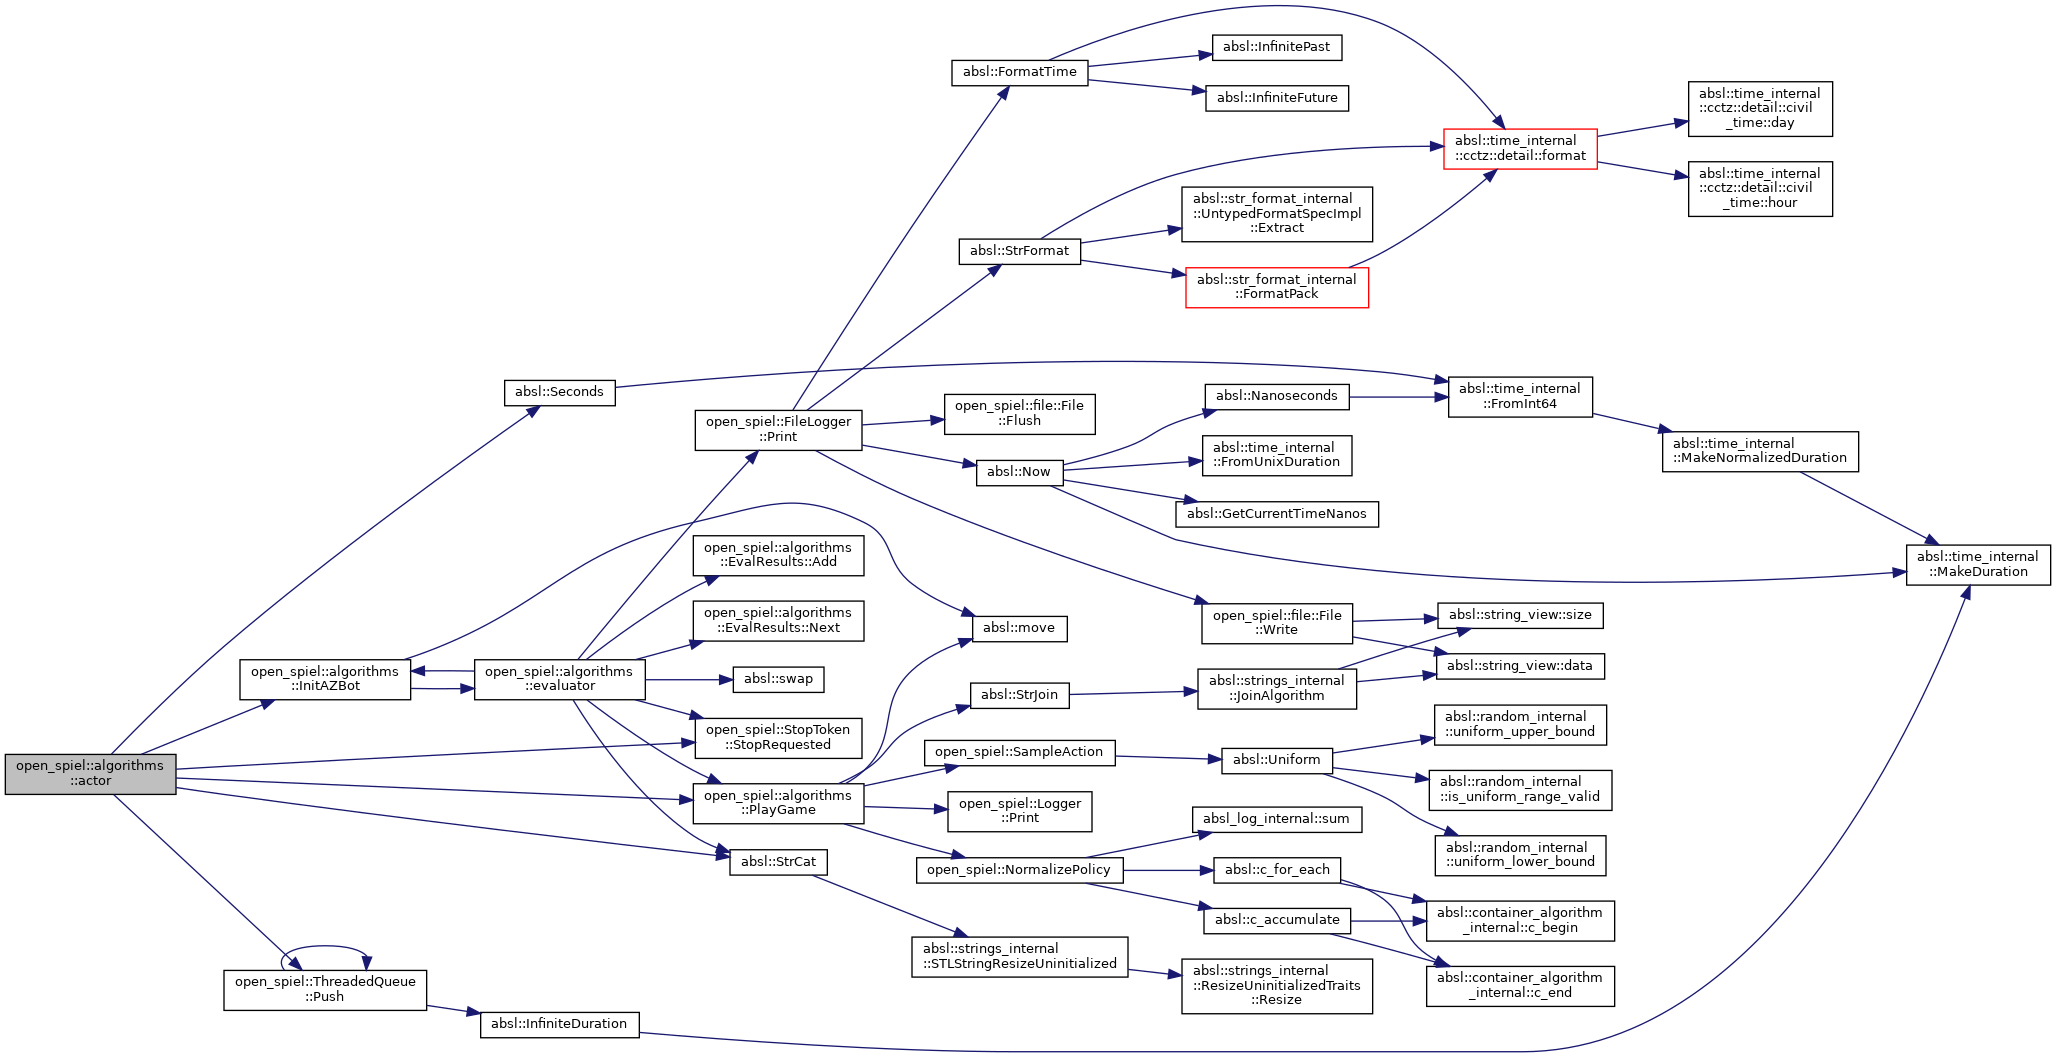 absl::InfinitePast
absl::FormatTime
absl::InfiniteFuture
absl::time_internal
::cctz::detail::civil
_time::day
absl::time_internal
::cctz::detail::format
absl::time_internal
::cctz::detail::civil
_time::hour
absl::str_format_internal
::UntypedFormatSpecImpl
::Extract
absl::StrFormat
absl::str_format_internal
::FormatPack
absl::Seconds
absl::time_internal
::FromInt64
absl::Nanoseconds
open_spiel::file::File
::Flush
open_spiel::FileLogger
::Print
absl::time_internal
::MakeNormalizedDuration
absl::time_internal
::FromUnixDuration
absl::Now
absl::GetCurrentTimeNanos
open_spiel::algorithms
::EvalResults::Add
absl::time_internal
::MakeDuration
open_spiel::algorithms
::EvalResults::Next
absl::move
open_spiel::file::File
::Write
absl::string_view::size
absl::string_view::data
open_spiel::algorithms
::InitAZBot
open_spiel::algorithms
::evaluator
absl::swap
absl::StrJoin
absl::strings_internal
::JoinAlgorithm
open_spiel::StopToken
::StopRequested
absl::random_internal
::uniform_upper_bound
open_spiel::SampleAction
absl::Uniform
open_spiel::algorithms
::actor
absl::random_internal
::is_uniform_range_valid
open_spiel::algorithms
::PlayGame
open_spiel::Logger
::Print
absl_log_internal::sum
absl::random_internal
::uniform_lower_bound
absl::StrCat
open_spiel::NormalizePolicy
absl::c_for_each
absl::c_accumulate
absl::container_algorithm
_internal::c_begin
absl::strings_internal
::STLStringResizeUninitialized
absl::container_algorithm
_internal::c_end
absl::strings_internal
::ResizeUninitializedTraits
::Resize
open_spiel::ThreadedQueue
::Push
absl::InfiniteDuration